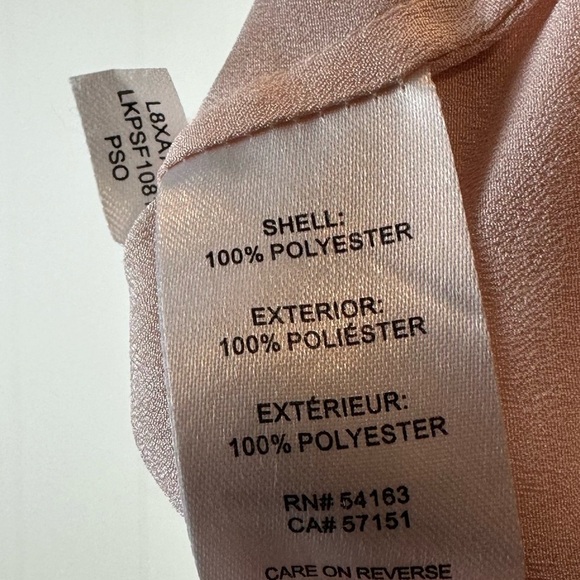 L8XA
LKPSF108
PSO
SHELL:
100% POLYESTER
EXTERIOR:
100% POLIÉSTER
EXTÉRIEUR:
100% POLYESTER
RN# 54163
CA# 57151
CARE ON REVERSE